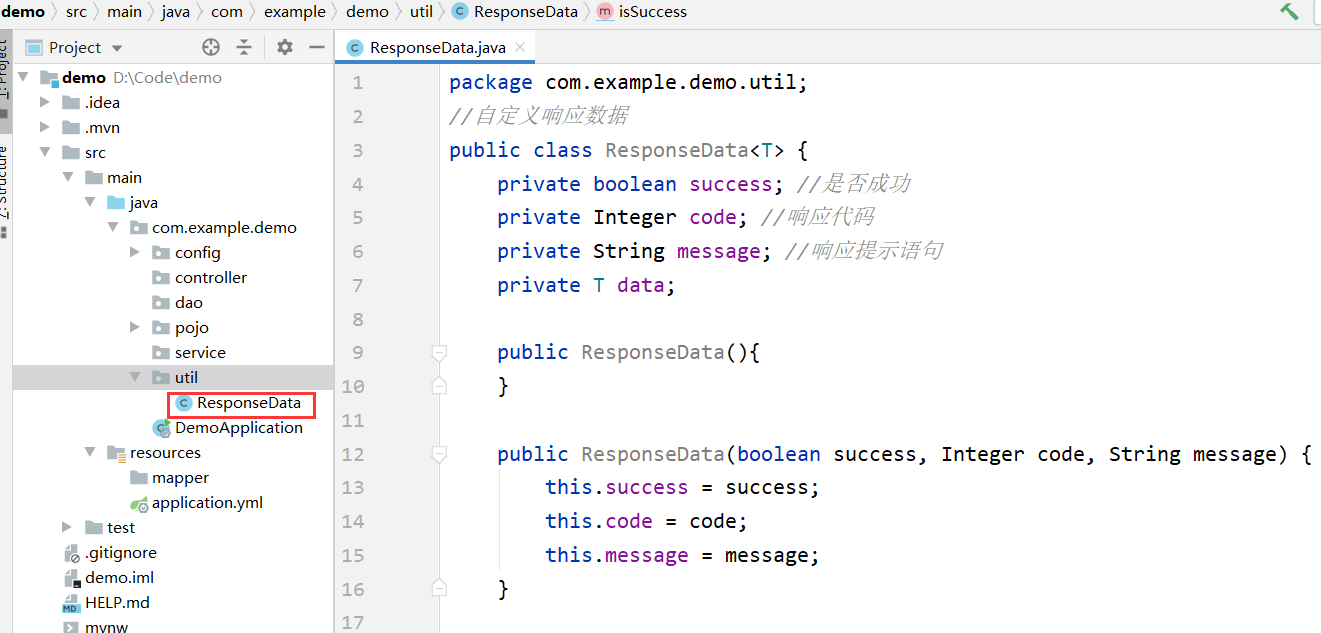 demo src main java com example demo util ResponseData isSuccess
Project
ResponseData.java
1: Project
7: Structure
demo D:\Code\demo
.idea
.mvn
src
main
java
com.example.demo
config
controller
dao
pojo
service
util
ResponseData
DemoApplication
resources
mapper
application.yml
test
.gitignore
demo.iml
HELP.md
mvnw
1 package com.example.demo.util;
2 //自定义响应数据
3 public class ResponseData<T> {
4 private boolean success; //是否成功
5 private Integer code; //响应代码
6 private String message; //响应提示语句
7 private T data;
8
9 public ResponseData(){
10 }
11
12 public ResponseData(boolean success, Integer code, String message) {
13 this.success = success;
14 this.code = code;
15 this.message = message;
16 }
17